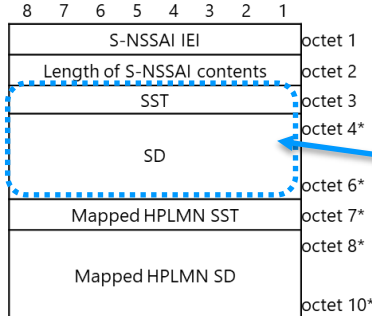 8 7 6 5 4 3 2 1
S-NSSAI IEI octet 1
Length of S-NSSAI contents octet 2
SST octet 3
octet 4*
SD
octet 6*
Mapped HPLMN SST octet 7*
octet 8*
Mapped HPLMN SD
octet 10*